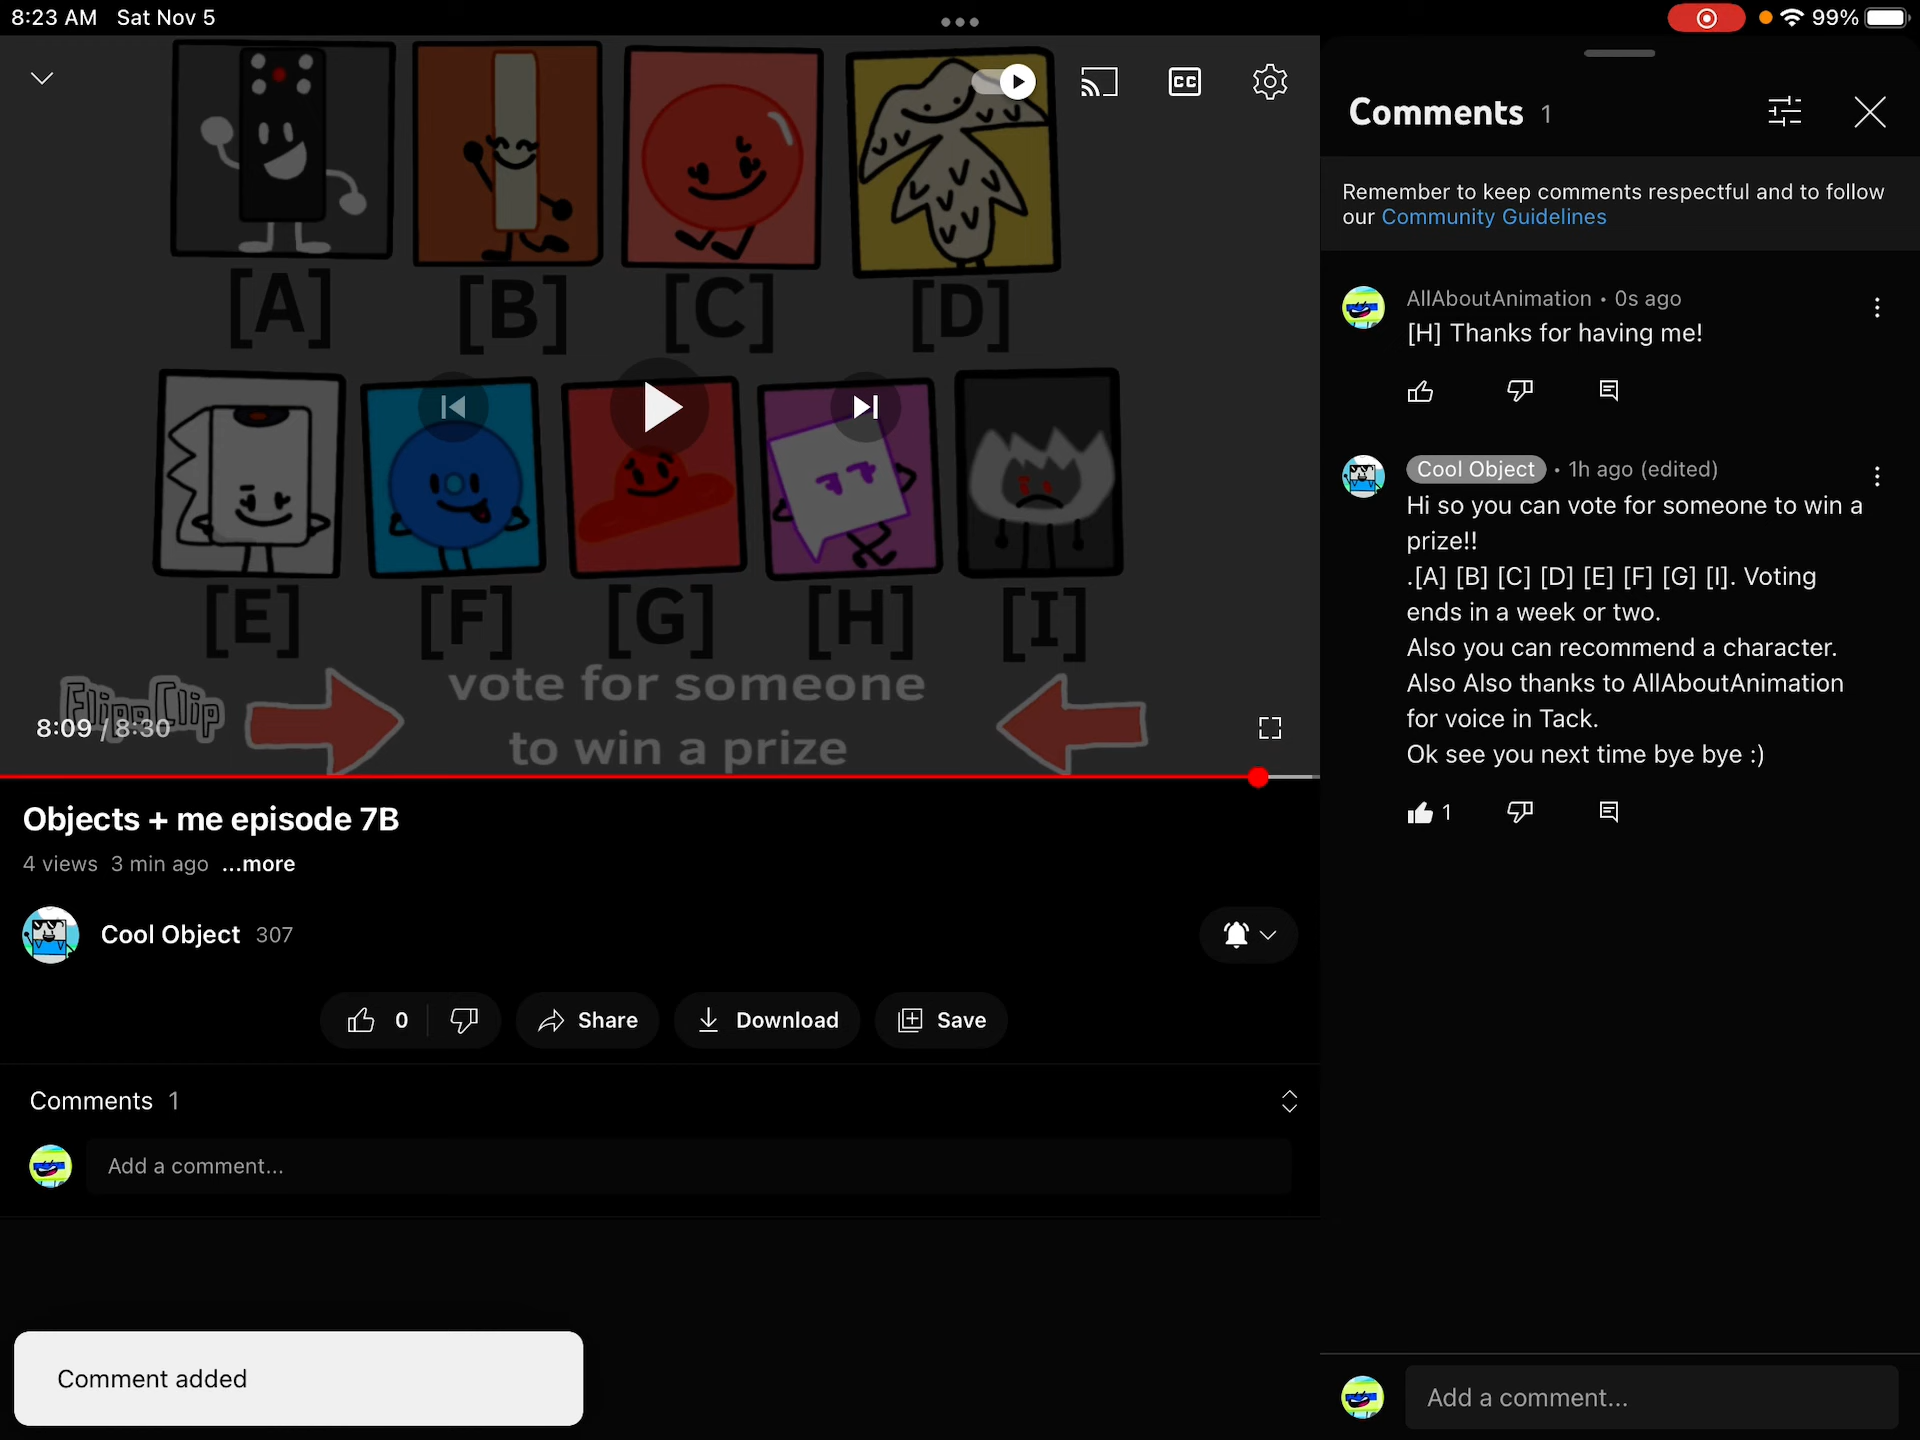 8:23 AM Sat Nov 5
99%
CC
[A] [B] [C] [D]
[E] [F] [G] [H] [I]
FlipaClip
vote for someone
to win a prize
8:09 / 8:30
Objects + me episode 7B
4 views 3 min ago ...more
Cool Object 307
0
Share
Download
Save
Comments 1
Add a comment...
Comment added
Comments 1
Remember to keep comments respectful and to follow
our Community Guidelines
AllAboutAnimation • 0s ago
[H] Thanks for having me!
Cool Object • 1h ago (edited)
Hi so you can vote for someone to win a
prize!!
.[A] [B] [C] [D] [E] [F] [G] [I]. Voting
ends in a week or two.
Also you can recommend a character.
Also Also thanks to AllAboutAnimation
for voice in Tack.
Ok see you next time bye bye :)
1
Add a comment...